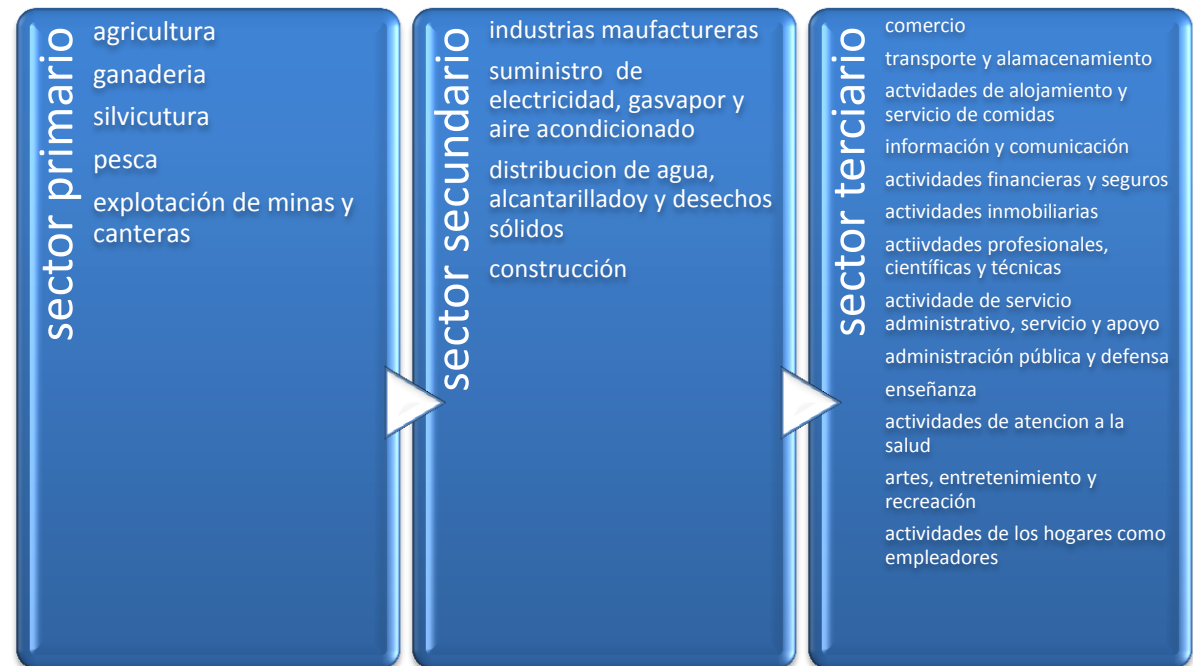 sector primario
agricultura
ganaderia
silvicutura
pesca
explotación de minas y
canteras
sector secundario
industrias maufactureras
suministro de
electricidad, gasvapor y
aire acondicionado
distribucion de agua,
alcantarilladoy y desechos
sólidos
construcción
sector terciario
comercio
transporte y alamacenamiento
actvidades de alojamiento y
servicio de comidas
información y comunicación
actividades financieras y seguros
actividades inmobiliarias
actiivdades profesionales,
científicas y técnicas
actividade de servicio
administrativo, servicio y apoyo
administración pública y defensa
enseñanza
actividades de atencion a la
salud
artes, entretenimiento y
recreación
actividades de los hogares como
empleadores